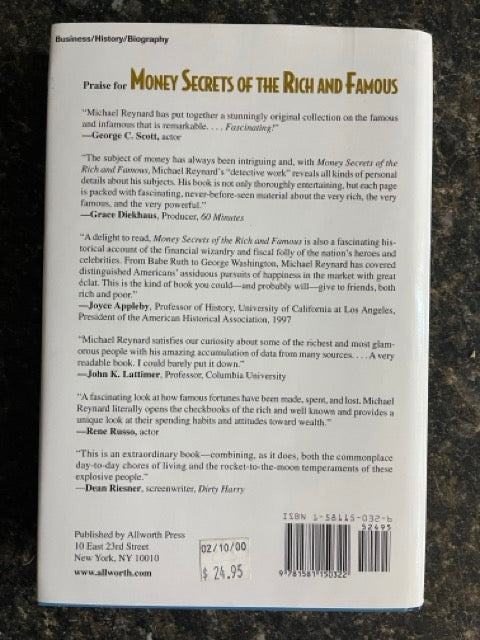 Business/History/Biography
Praise for MONEY SECRETS OF THE RICH AND FAMOUS
"Michael Reynard has put together a stunningly original collection on the famous
and infamous that is remarkable. . . . Fascinating!"
—George C. Scott, actor
"The subject of money has always been intriguing and, with Money Secrets of the
Rich and Famous, Michael Reynard's "detective work" reveals all kinds of personal
details about his subjects. His book is not only thoroughly entertaining, but each page
is packed with fascinating, never-before-seen material about the very rich, the very
famous, and the very powerful."
—Grace Diekhaus, Producer, 60 Minutes
"A delight to read, Money Secrets of the Rich and Famous is also a fascinating his-
torical account of the financial wizardry and fiscal folly of the nation's heroes and
celebrities. From Babe Ruth to George Washington, Michael Reynard has covered
distinguished Americans' assiduous pursuits of happiness in the market with great
éclat. This is the kind of book you could—and probably will—give to friends, both
rich and poor."
—Joyce Appleby, Professor of History, University of California at Los Angeles,
President of the American Historical Association, 1997
"Michael Reynard satisfies our curiosity about some of the richest and most glam-
orous people with his amazing accumulation of data from many sources. . . . A very
readable book. I could barely put it down."
—John K. Lattimer, Professor, Columbia University
"A fascinating look at how famous fortunes have been made, spent, and lost. Michael
Reynard literally opens the checkbooks of the rich and well known and provides a
unique look at their spending habits and attitudes toward wealth."
—Rene Russo, actor
"This is an extraordinary book—combining, as it does, both the commonplace
day-to-day chores of living and the rocket-to-the-moon temperaments of these
explosive people."
—Dean Riesner, screenwriter, Dirty Harry
Published by Allworth Press
10 East 23rd Street
New York, NY 10010
www.allworth.com
02/10/00
$ 24.95
ISBN 1-58115-032-6
52495
9 781581 150322